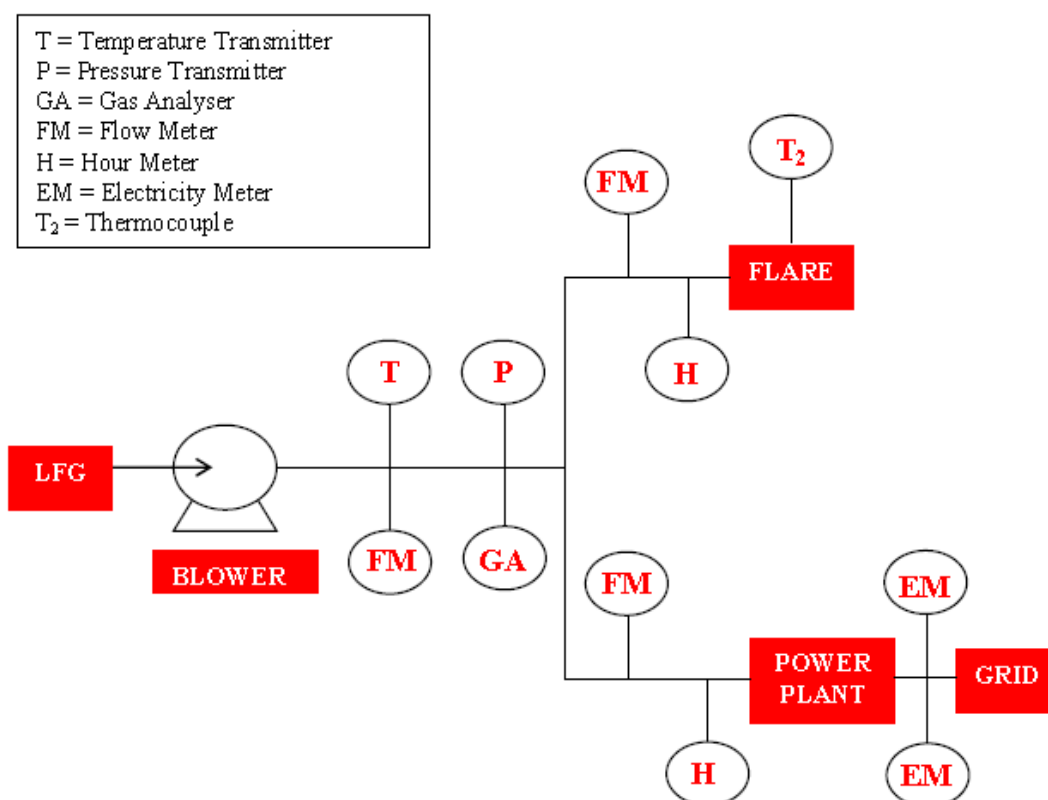 T = Temperature Transmitter
P = Pressure Transmitter
GA = Gas Analyser
FM = Flow Meter
H = Hour Meter
EM = Electricity Meter
T₂ = Thermocouple
T₂
FM
FLARE
H
T
P
LFG
BLOWER
FM
GA
FM
EM
POWER
PLANT
GRID
H
EM